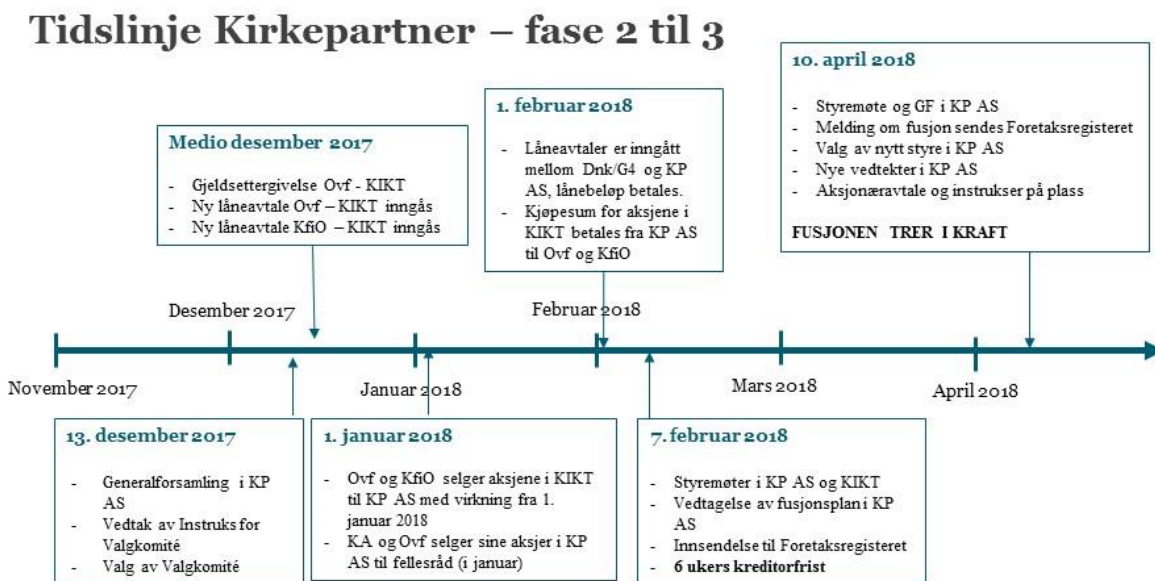 Tidslinje Kirkepartner – fase 2 til 3
10. april 2018
- Styremøte og GF i KP AS
- Melding om fusjon sendes Foretaksregisteret
- Valg av nytt styre i KP AS
- Nye vedtekter i KP AS
- Aksjonæravtale og instrukser på plass
FUSJONEN TRER I KRAFT
1. februar 2018
- Låneavtaler er inngått
mellom Dnk/G4 og KP
AS, lånebeløp betales.
- Kjøpesum for aksjene i
KIKT betales fra KP AS
til Ovf og KfiO
Medio desember 2017
- Gjeldsettergivelse Ovf - KIKT
- Ny låneavtale Ovf – KIKT inngås
- Ny låneavtale KfiO – KIKT inngås
Desember 2017
Februar 2018
November 2017
Januar 2018
Mars 2018
April 2018
13. desember 2017
- Generalforsamling i KP
AS
- Vedtak av Instruks for
Valgkomité
- Valg av Valgkomité
1. januar 2018
- Ovf og KfiO selger aksjene i KIKT
til KP AS med virkning fra 1.
januar 2018
- KA og Ovf selger sine aksjer i KP
AS til fellesråd (i januar)
7. februar 2018
- Styremøter i KP AS og KIKT
- Vedtagelse av fusjonsplan i KP
AS
- Innsendelse til Foretaksregisteret
- 6 ukers kreditorfrist